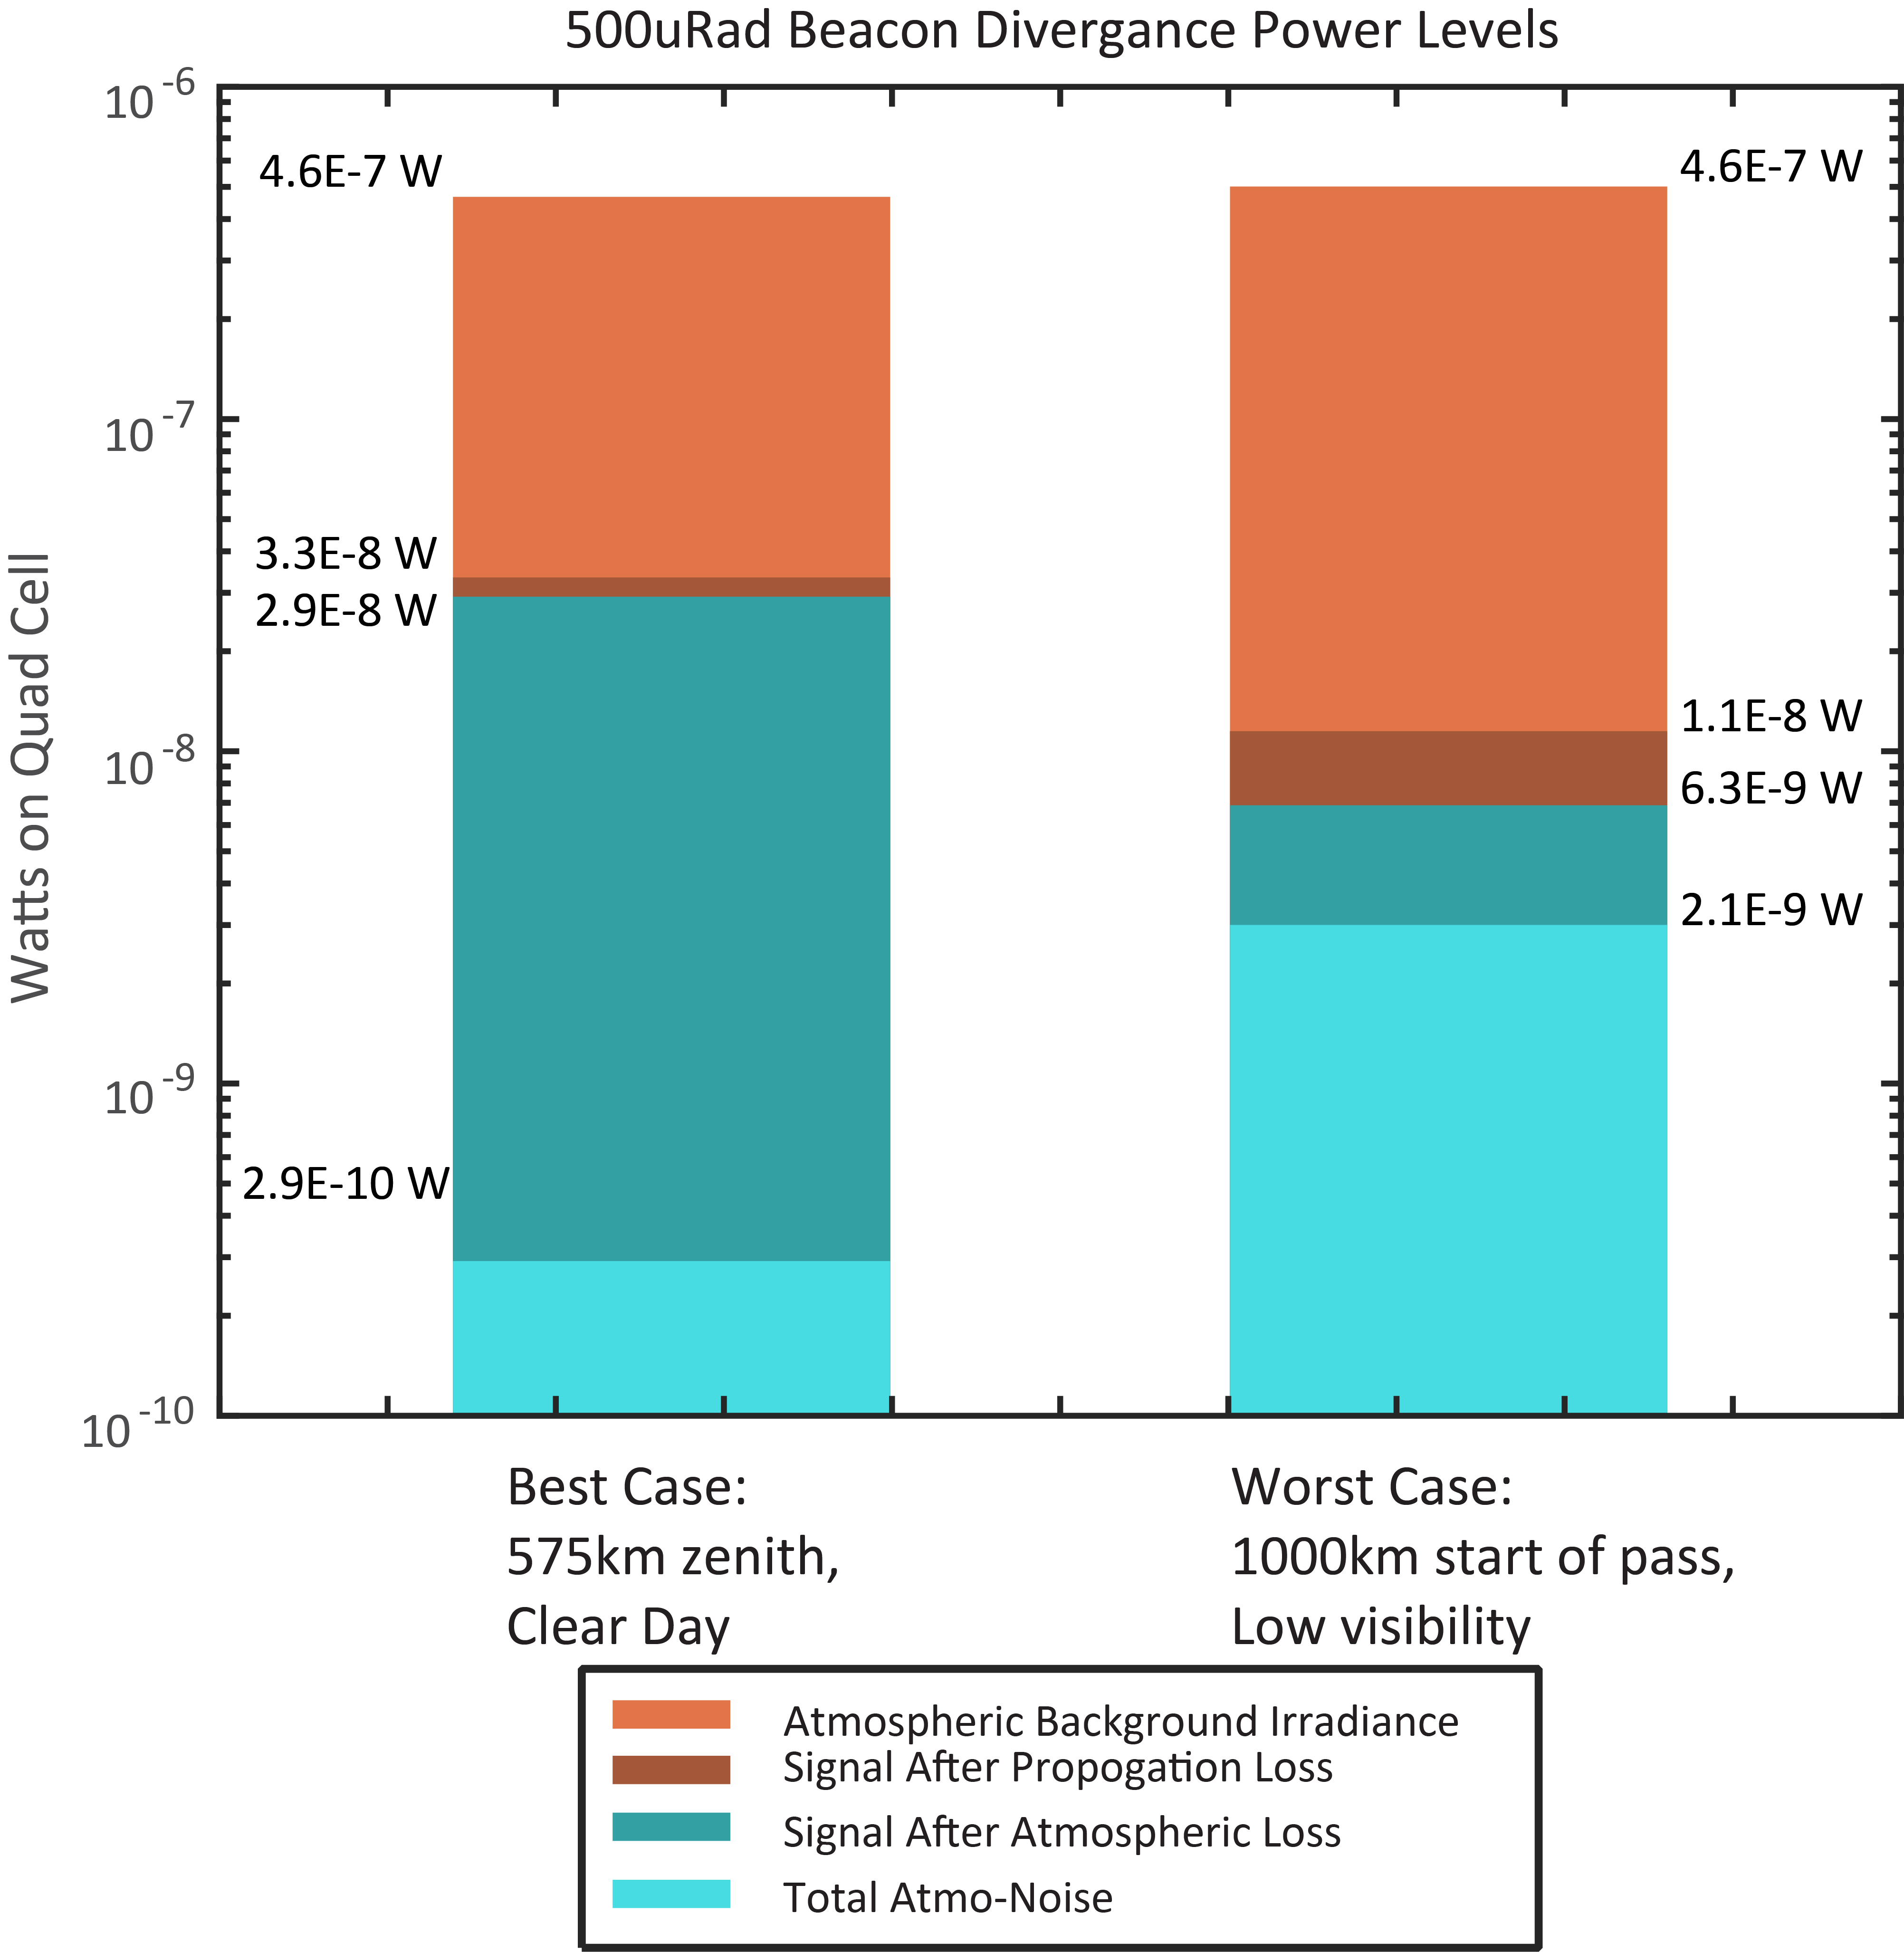 500uRad Beacon Divergance Power Levels
10-6
4.6E-7 W
4.6E-7 W
10-7
3.3E-8 W
2.9E-8 W
1.1E-8 W
10-8
6.3E-9 W
2.1E-9 W
10-9
2.9E-10 W
10-10
Watts on Quad Cell
Best Case:
575km zenith,
Clear Day
Worst Case:
1000km start of pass,
Low visibility
Atmospheric Background Irradiance
Signal After Propogation Loss
Signal After Atmospheric Loss
Total Atmo-Noise